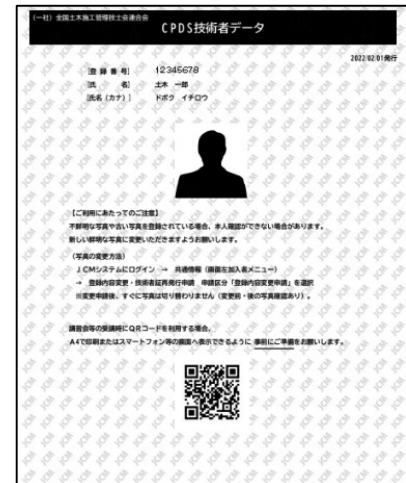 (一社) 全国土木施工管理技士会連合会
CPDS技術者データ
2022/02/01発行
[登 録 番 号] 12345678
[氏 名] 土木 一郎
[氏名 (カナ) ] ドボク イチロウ
【ご利用にあたってのご注意】
不鮮明な写真や古い写真を登録されている場合、本人確認ができない場合があります。
新しい鮮明な写真に変更いただきますようお願いします。
(写真の変更方法)
JCMシステムにログイン → 共通情報 (画面左加入者メニュー)
→ 登録内容変更・技術者証再発行申請 申請区分「登録内容変更申請」を選択
※変更申請後、すぐに写真は切り替わりません (変更前・後の写真確認あり) 。
講習会等の受講時にQRコードを利用する場合、
A4で印刷またはスマートフォン等の画面へ表示できるように 事前にご準備をお願いします。
JCM